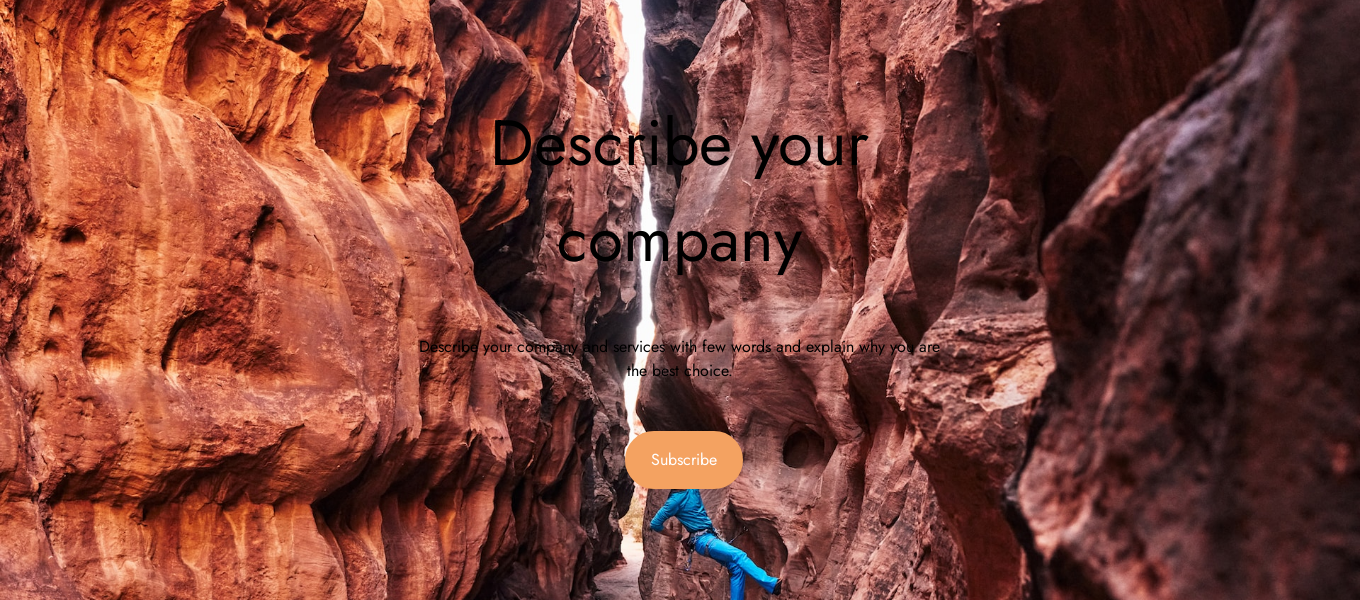 Describe your
company
Describe your company and services with few words and explain why you are
the best choice.
Subscribe